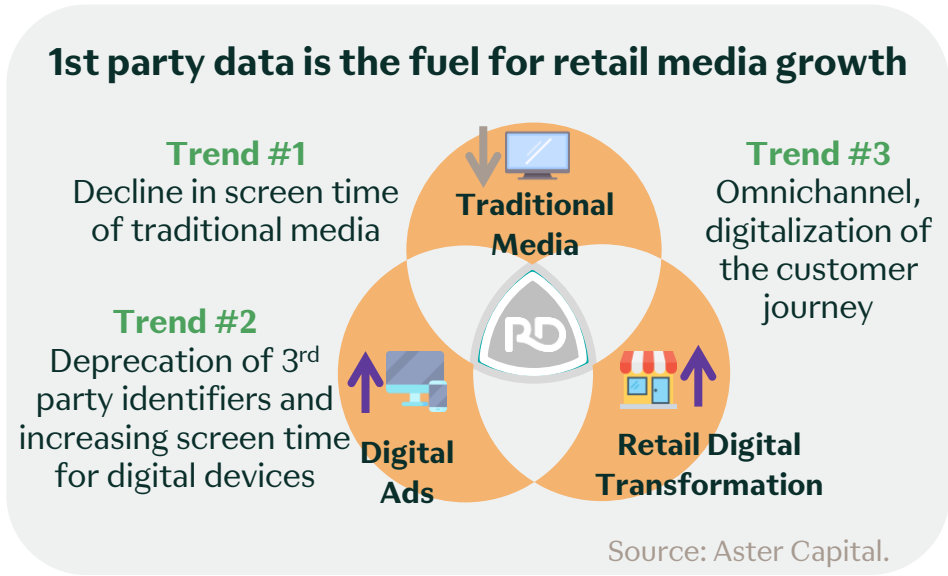 1st party data is the fuel for retail media growth
Trend #1
Decline in screen time
of traditional media
Trend #2
Deprecation of 3rd
party identifiers and
increasing screen time
for digital devices
Trend #3
Omnichannel,
digitalization of
the customer
journey
Traditional
Media
RD
Digital
Ads
Retail Digital
Transformation
Source: Aster Capital.